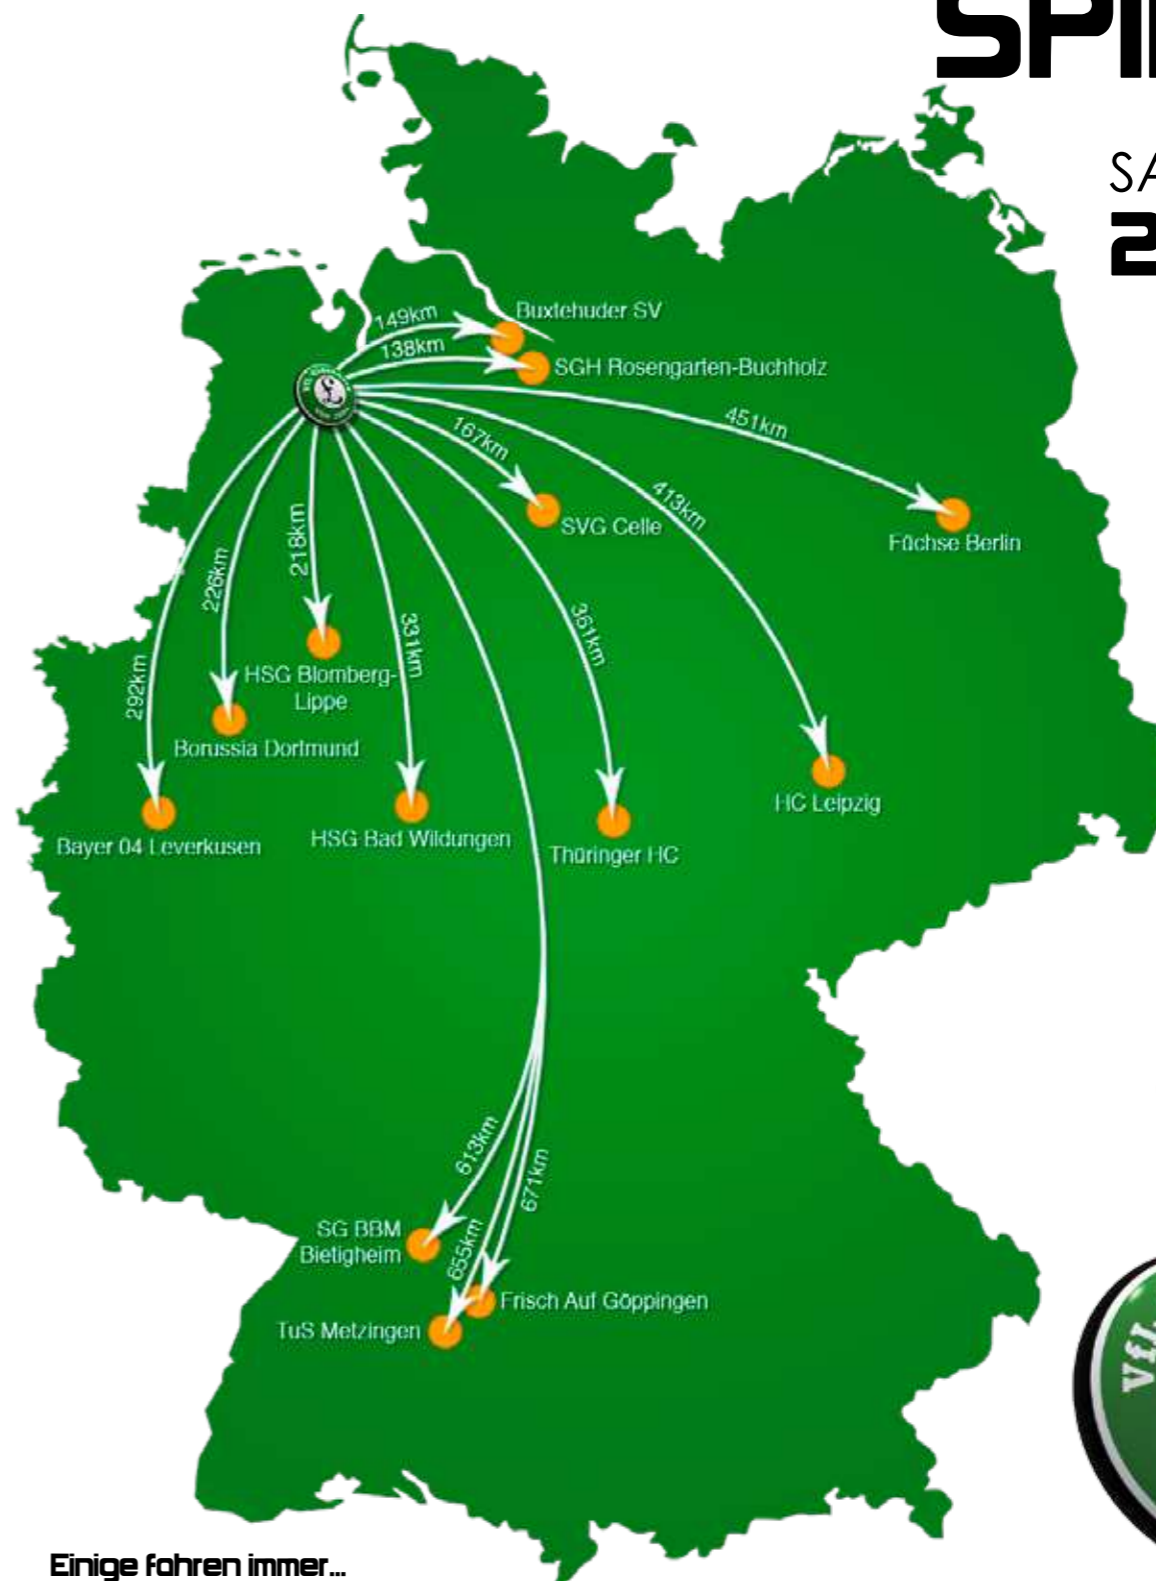 SPI
SA
2
Buxtehuder SV
149km
138km
SGH Rosengarten-Buchholz
451km
167km
413km
SVG Celle
Füchse Berlin
218km
226km
361km
331km
292km
HSG Blomberg-
Lippe
Borussia Dortmund
HC Leipzig
Bayer 04 Leverkusen
HSG Bad Wildungen
Thüringer HC
613km
671km
655km
SG BBM
Bietigheim
Frisch Auf Göppingen
TuS Metzingen
VfL
Einige fahren immer...